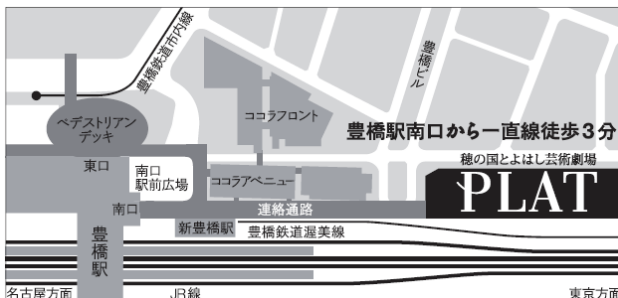 豊橋鉄道市内線
豊橋ビル
ペデストリアン
デッキ
ココラフロント
豊橋駅南口から一直線徒歩3分
穂の国とよはし芸術劇場
PLAT
東口
南口
駅前広場
ココラアベニュー
南口
連絡通路
新豊橋駅
豊橋鉄道渥美線
豊橋駅
名古屋方面
JR線
東京方面